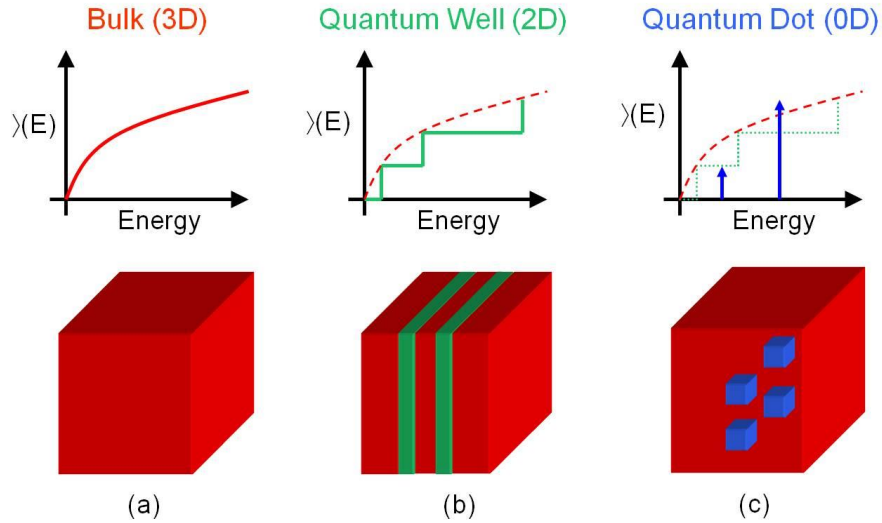 Bulk (3D)
Quantum Well (2D)
Quantum Dot (0D)
〉(E)
〉(E)
〉(E)
Energy
Energy
Energy
(a)
(b)
(c)